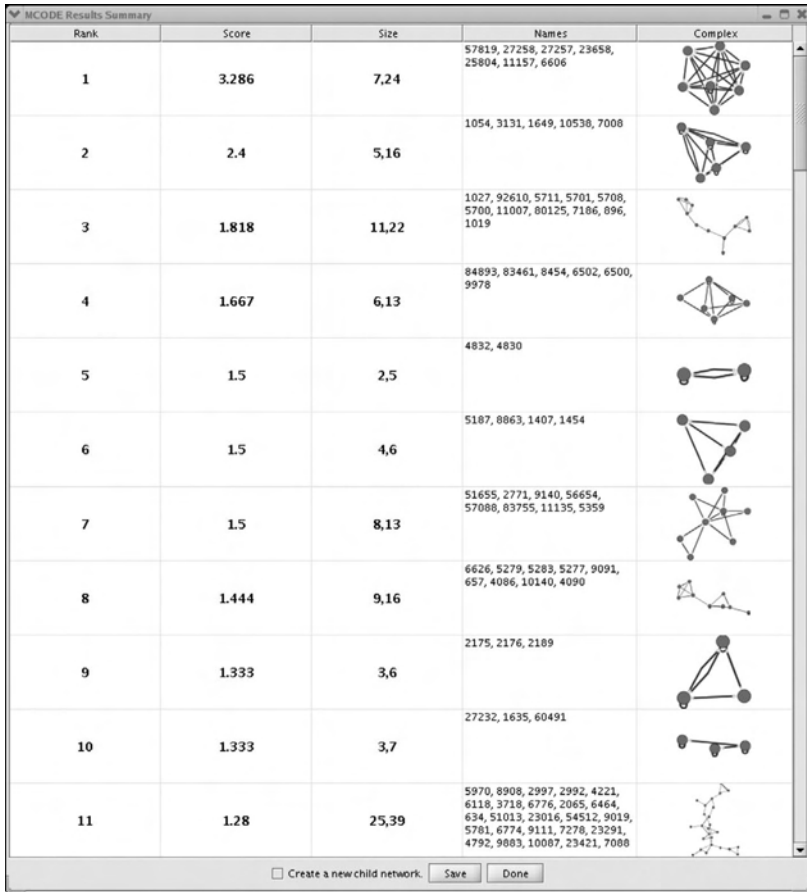 MCODE Results Summary
Rank Score Size Names Complex
1 3.286 7,24 57819, 27258, 27257, 23658,
25804, 11157, 6606
2 2.4 5,16 1054, 3131, 1649, 10538, 7008
3 1.818 11,22 1027, 92610, 5711, 5701, 5708,
5700, 11007, 80125, 7186, 896,
1019
4 1.667 6,13 84893, 83461, 8454, 6502, 6500,
9978
5 1.5 2,5 4832, 4830
6 1.5 4,6 5187, 8863, 1407, 1454
7 1.5 8,13 51655, 2771, 9140, 56654,
57088, 83755, 11135, 5359
8 1.444 9,16 6626, 5279, 5283, 5277, 9091,
657, 4086, 10140, 4090
9 1.333 3,6 2175, 2176, 2189
10 1.333 3,7 27232, 1635, 60491
11 1.28 25,39 5970, 8908, 2997, 2992, 4221,
6118, 3718, 6776, 2065, 6464,
634, 51013, 23016, 54512, 9019,
5781, 6774, 9111, 7278, 23291,
4792, 9883, 10087, 23421, 7088
Create a new child network. Save Done